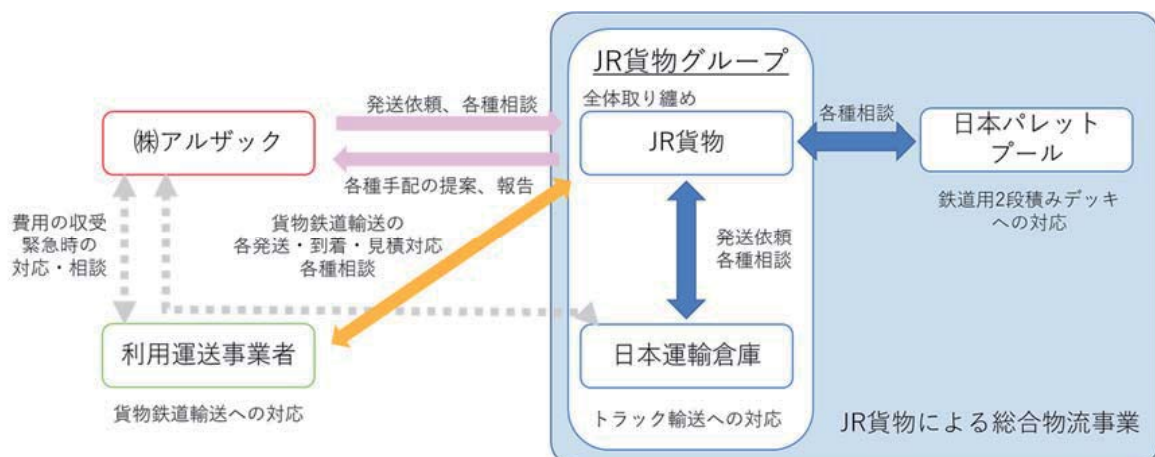 JR貨物グループ
全体取り纏め
発送依頼、各種相談
㈱アルザック
JR貨物
各種相談
日本パレット
プール
各種手配の提案、報告
鉄道用2段積みデッキ
への対応
費用の収受
緊急時の
対応・相談
貨物鉄道輸送の
各発送・到着・見積対応
各種相談
発送依頼
各種相談
利用運送事業者
日本運輸倉庫
貨物鉄道輸送への対応
トラック輸送への対応
JR貨物による総合物流事業